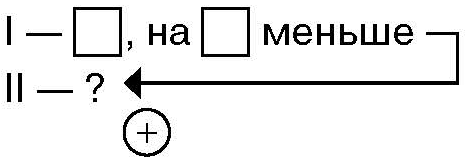 I — □, на □ меньше
II — ?
+